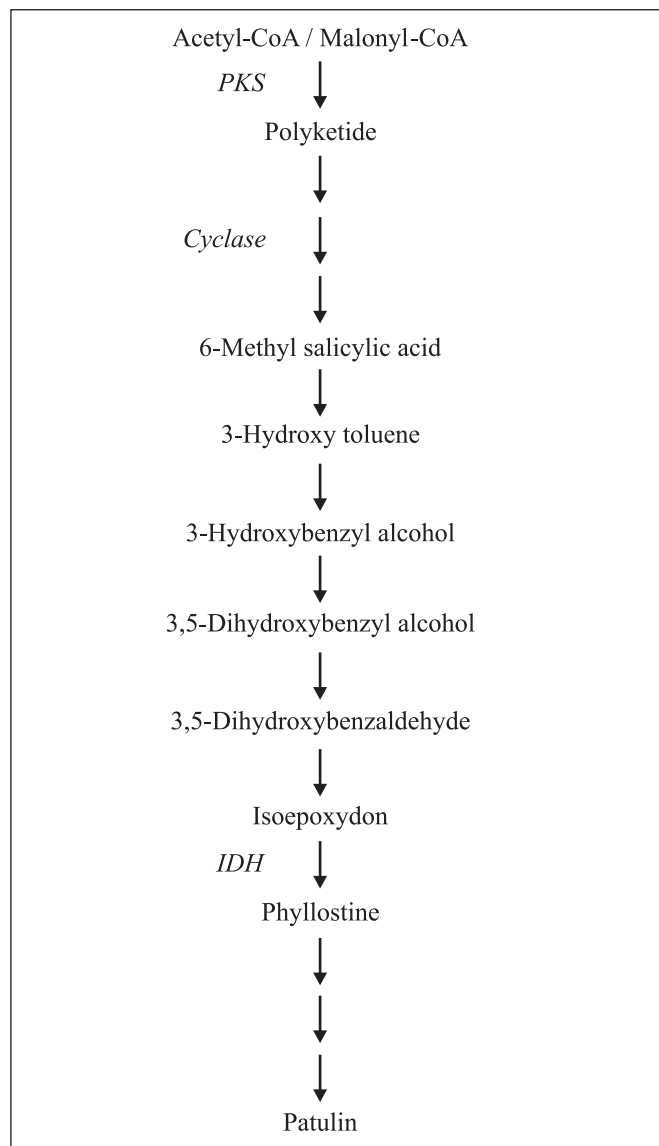 Acetyl-CoA / Malonyl-CoA
PKS
Polyketide
Cyclase
6-Methyl salicylic acid
3-Hydroxy toluene
3-Hydroxybenzyl alcohol
3,5-Dihydroxybenzyl alcohol
3,5-Dihydroxybenzaldehyde
Isoepoxydon
IDH
Phyllostine
Patulin